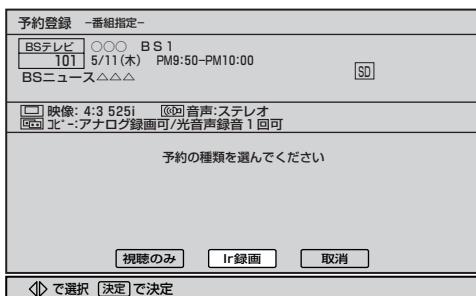 予約登録 -番組指定-
BSテレビ ○○○ BS1
101 5/11(木) PM9:50-PM10:00
BSニュース△△△
SD
映像: 4:3 525i 音声:ステレオ
コピー:アナログ録画可/光音声録音1回可
予約の種類を選んでください
視聴のみ Ir録画 取消
で選択 決定 で決定